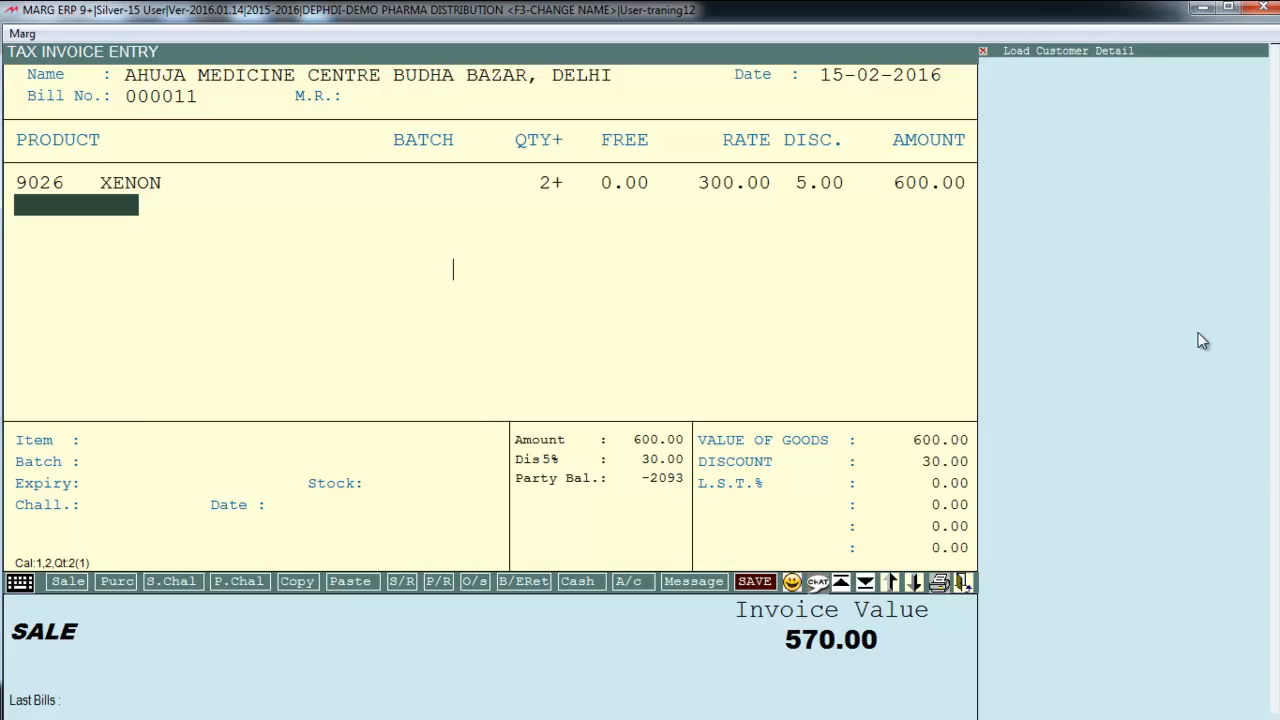 MARG ERP 9+|Silver-15 User|Ver-2016.01.14|2015-2016|DEPHDI-DEMO PHARMA DISTRIBUTION <F3-CHANGE NAME>|User-traning12
Marg
TAX INVOICE ENTRY
Load Customer Detail
Name : AHUJA MEDICINE CENTRE BUDHA BAZAR, DELHI Date : 15-02-2016
Bill No.: 000011 M.R.:
PRODUCT BATCH QTY+ FREE RATE DISC. AMOUNT
9026 XENON 2+ 0.00 300.00 5.00 600.00
Item : Amount : 600.00 VALUE OF GOODS : 600.00
Batch : Dis5% : 30.00 DISCOUNT : 30.00
Expiry: Stock: Party Bal.: -2093 L.S.T.% : 0.00
Chall.: Date : : 0.00
: 0.00
: 0.00
Cal:1,2,Qt:2(1)
Sale Purc S.Chal P.Chal Copy Paste S/R P/R O/s B/ERet Cash A/c Message SAVE CHAT
Invoice Value
SALE 570.00
Last Bills :